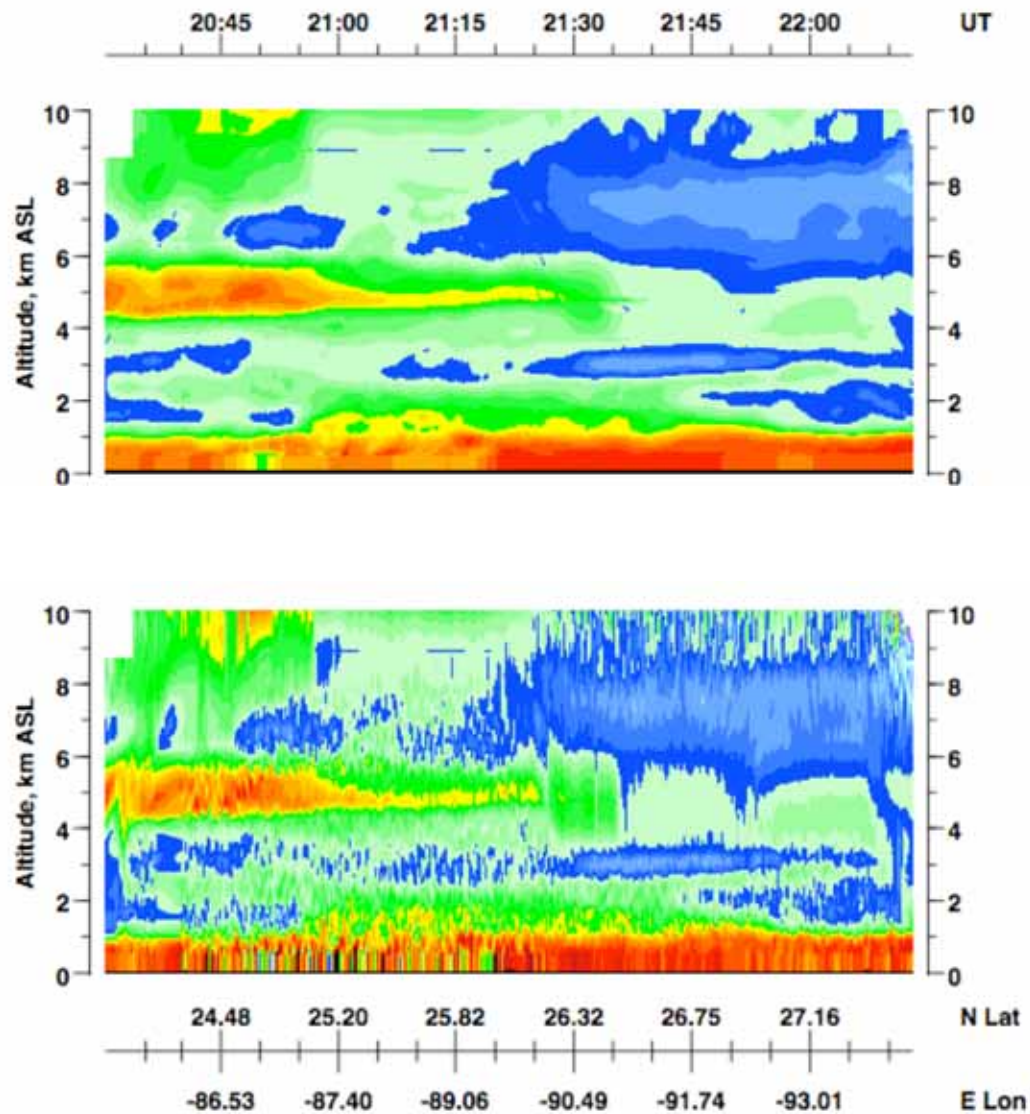 20:45 21:00 21:15 21:30 21:45 22:00 UT
Altitude, km ASL
10 10
8 8
6 6
4 4
2 2
0 0
Altitude, km ASL
10 10
8 8
6 6
4 4
2 2
0 0
24.48 25.20 25.82 26.32 26.75 27.16 N Lat
-86.53 -87.40 -89.06 -90.49 -91.74 -93.01 E Lon